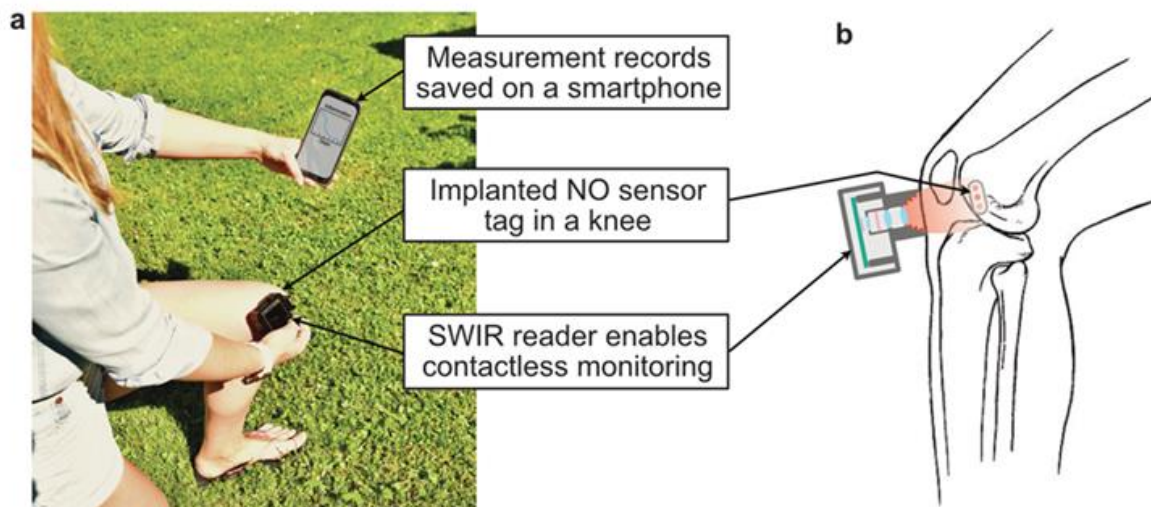 a
Measurement records
saved on a smartphone
Implanted NO sensor
tag in a knee
SWIR reader enables
contactless monitoring
b